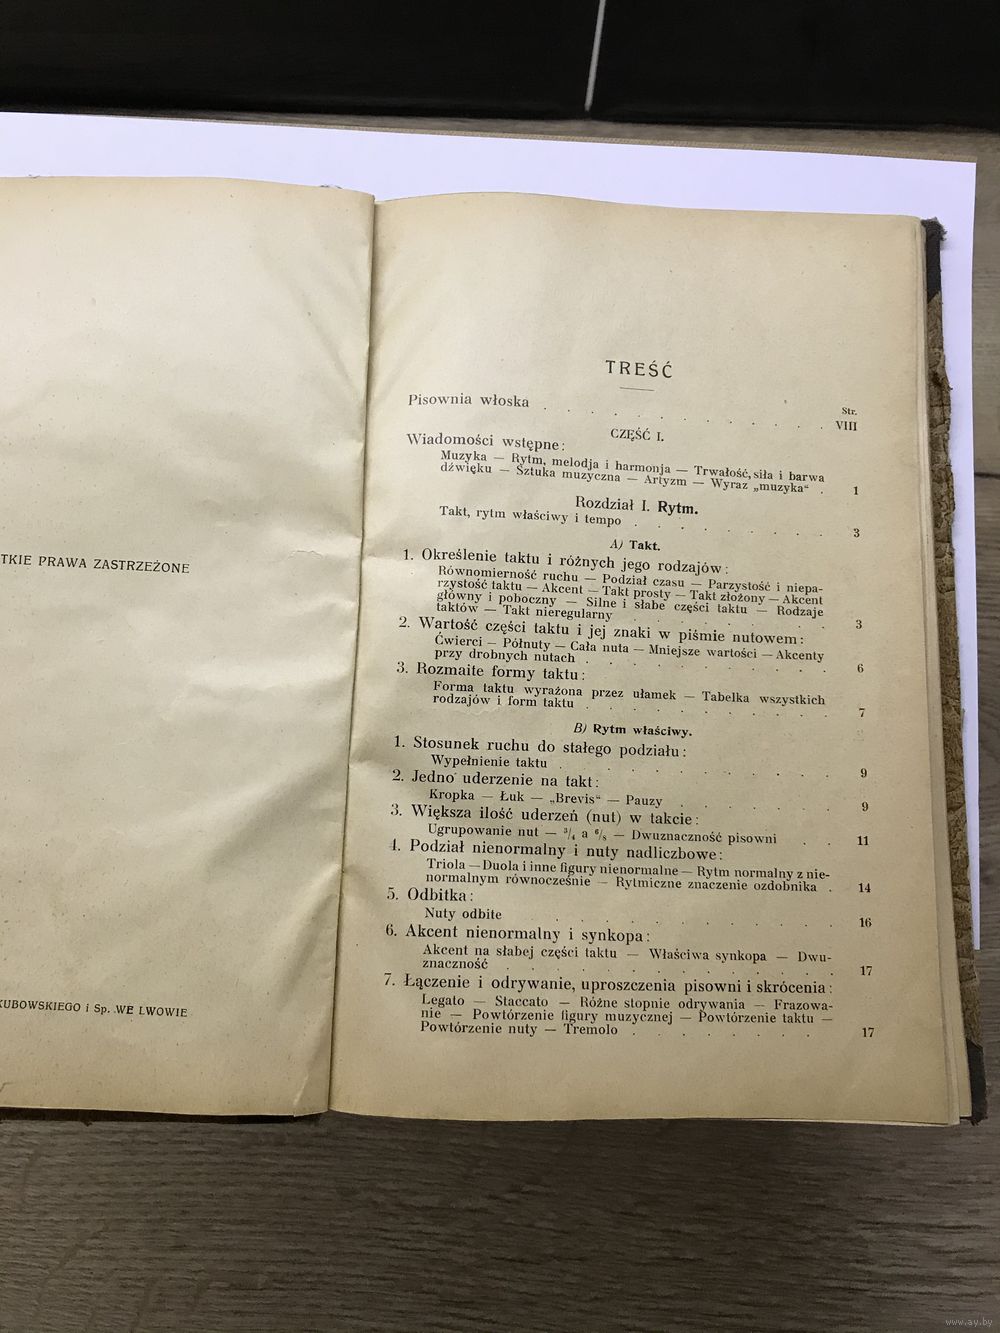 TKIE PRAWA ZASTRZEŻONE
KUBOWSKIEGO i Sp. WE LWOWIE
TREŚĆ
Str.
Pisownia włoska . . . . . . . . . . . VIII
CZĘŚĆ I.
Wiadomości wstępne:
Muzyka — Rytm, melodja i harmonja — Trwałość, siła i barwa
dźwięku — Sztuka muzyczna — Artyzm — Wyraz „muzyka“ . 1
Rozdział I. Rytm.
Takt, rytm właściwy i tempo . . . . . . . 3
A) Takt.
1. Określenie taktu i różnych jego rodzajów:
Równomierność ruchu — Podział czasu — Parzystość i niepa-
rzystość taktu — Akcent — Takt prosty — Takt złożony — Akcent
główny i poboczny — Silne i słabe części taktu — Rodzaje
taktów — Takt nieregularny . . . . . . . 3
2. Wartość części taktu i jej znaki w piśmie nutowem:
Ćwierci — Półnuty — Cała nuta — Mniejsze wartości — Akcenty
przy drobnych nutach . . . . . . . . 6
3. Rozmaite formy taktu:
Forma taktu wyrażona przez ułamek — Tabelka wszystkich
rodzajów i form taktu . . . . . . . . 7
B) Rytm właściwy.
1. Stosunek ruchu do stałego podziału:
Wypełnienie taktu . . . . . . . . . 9
2. Jedno uderzenie na takt:
Kropka — Łuk — „Brevis“ — Pauzy . . . . . . 9
3. Większa ilość uderzeń (nut) w takcie:
Ugrupowanie nut — 3/4 a 6/8 — Dwuznaczność pisowni . . 11
4. Podział nienormalny i nuty nadliczbowe:
Triola — Duola i inne figury nienormalne — Rytm normalny z nie-
normalnym równocześnie — Rytmiczne znaczenie ozdobnika . 14
5. Odbitka:
Nuty odbite . . . . . . . . . 16
6. Akcent nienormalny i synkopa:
Akcent na słabej części taktu — Właściwa synkopa — Dwu-
znaczność . . . . . . . . . . . 17
7. Łączenie i odrywanie, uproszczenia pisowni i skrócenia:
Legato — Staccato — Różne stopnie odrywania — Frazowa-
nie — Powtórzenie figury muzycznej — Powtórzenie taktu —
Powtórzenie nuty — Tremolo . . . . . . . 17
www.ay.by